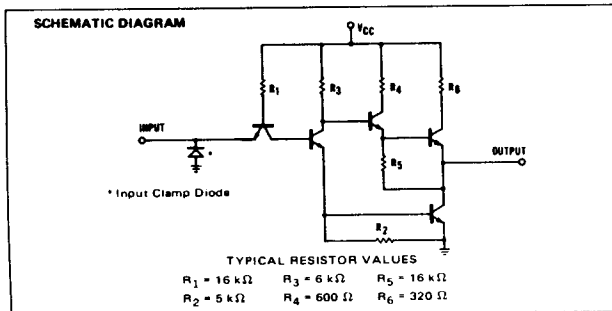 SCHEMATIC DIAGRAM
VCC
R1
R3
R4
R6
INPUT
*
R5
OUTPUT
* Input Clamp Diode
R2
TYPICAL RESISTOR VALUES
R1 = 16 kΩ R3 = 6 kΩ R5 = 16 kΩ
R2 = 5 kΩ R4 = 600 Ω R6 = 320 Ω